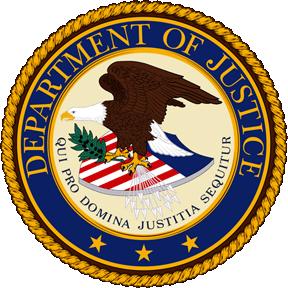 DEPARTMENT OF JUSTICE
QUI PRO DOMINA JUSTITIA SEQUITUR